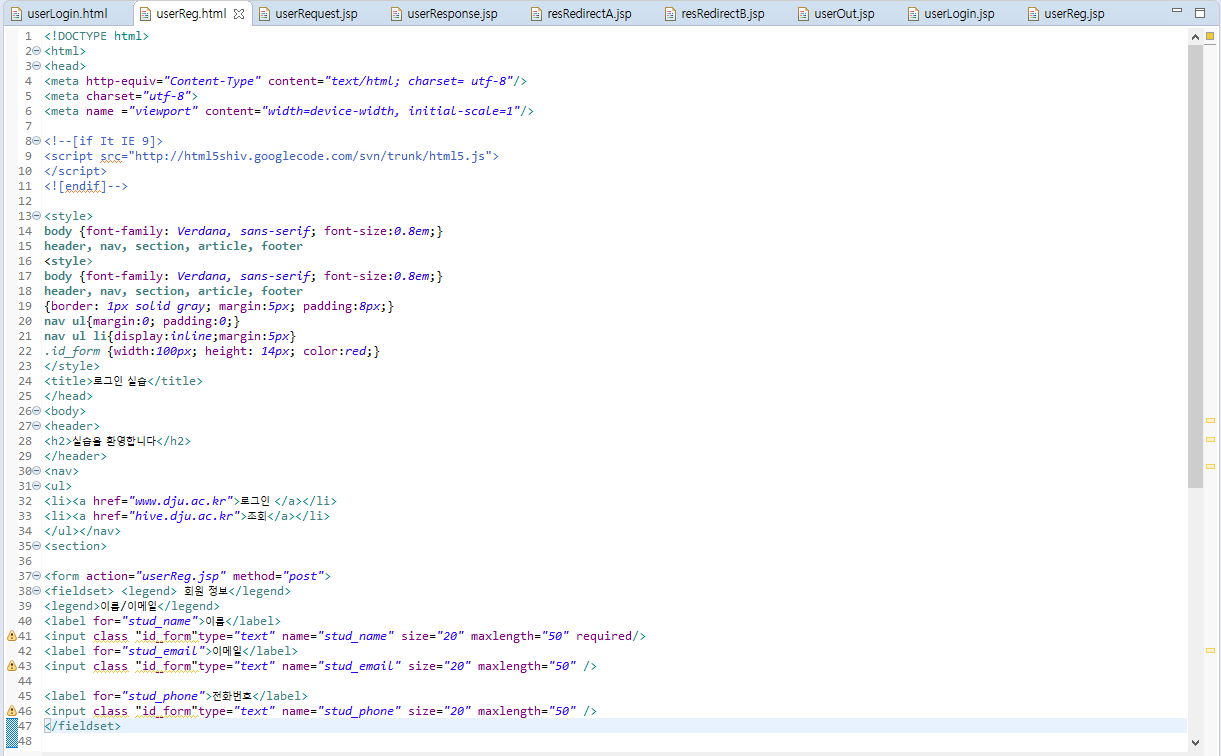 userLogin.html userReg.html userRequest.jsp userResponse.jsp resRedirectA.jsp resRedirectB.jsp userOut.jsp userLogin.jsp userReg.jsp
1 <!DOCTYPE html>
2 <html>
3 <head>
4 <meta http-equiv="Content-Type" content="text/html; charset= utf-8"/>
5 <meta charset="utf-8">
6 <meta name ="viewport" content="width=device-width, initial-scale=1"/>
7
8 <!--[if It IE 9]>
9 <script src="http://html5shiv.googlecode.com/svn/trunk/html5.js">
10 </script>
11 <![endif]-->
12
13 <style>
14 body {font-family: Verdana, sans-serif; font-size:0.8em;}
15 header, nav, section, article, footer
16 <style>
17 body {font-family: Verdana, sans-serif; font-size:0.8em;}
18 header, nav, section, article, footer
19 {border: 1px solid gray; margin:5px; padding:8px;}
20 nav ul{margin:0; padding:0;}
21 nav ul li{display:inline;margin:5px}
22 .id_form {width:100px; height: 14px; color:red;}
23 </style>
24 <title>로그인 실습</title>
25 </head>
26 <body>
27 <header>
28 <h2>실습을 환영합니다</h2>
29 </header>
30 <nav>
31 <ul>
32 <li><a href="www.dju.ac.kr">로그인 </a></li>
33 <li><a href="hive.dju.ac.kr">조회</a></li>
34 </ul></nav>
35 <section>
36
37 <form action="userReg.jsp" method="post">
38 <fieldset> <legend> 회원 정보</legend>
39 <legend>이름/이메일</legend>
40 <label for="stud_name">이름</label>
41 <input class "id_form"type="text" name="stud_name" size="20" maxlength="50" required/>
42 <label for="stud_email">이메일</label>
43 <input class "id_form"type="text" name="stud_email" size="20" maxlength="50" />
44
45 <label for="stud_phone">전화번호</label>
46 <input class "id_form"type="text" name="stud_phone" size="20" maxlength="50" />
47 </fieldset>
48